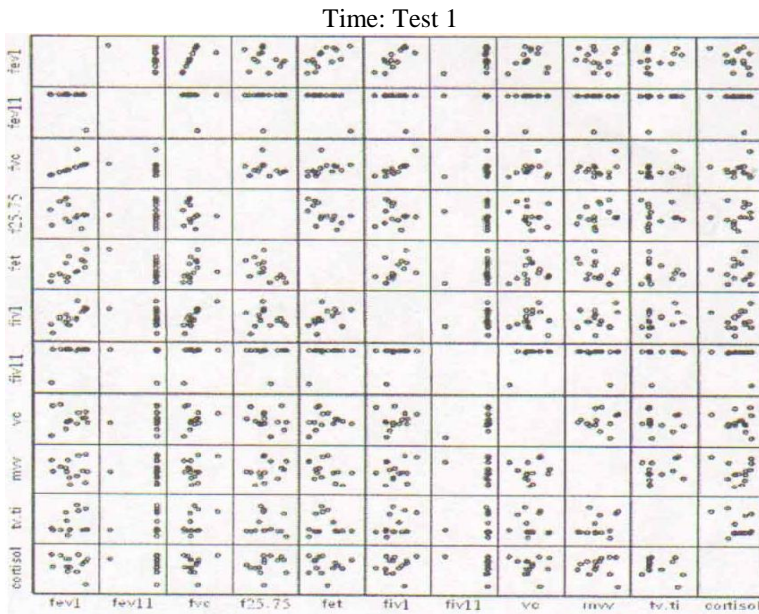 Time: Test 1
fev1
fev11
fvc
f25.75
fet
fiv1
fiv11
vc
mvv
tv.ti
cortisol
fev1 fev11 fvc f25.75 fet fiv1 fiv11 vc mvv tv.ti cortisol